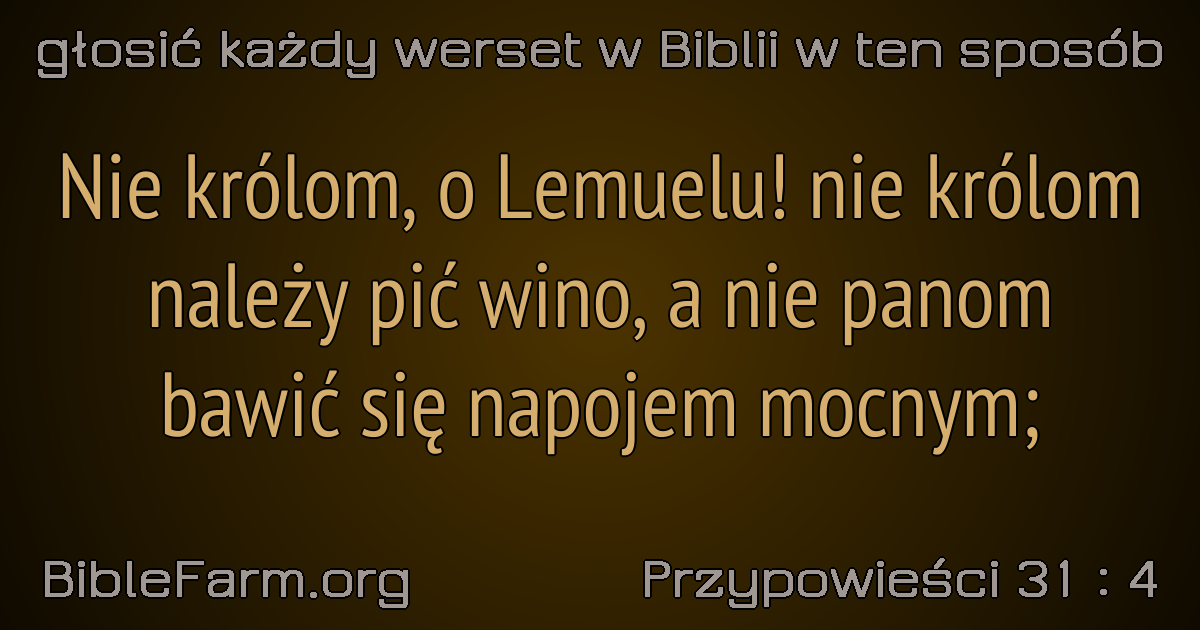 głosić każdy werset w Biblii w ten sposób
Nie królom, o Lemuelu! nie królom
należy pić wino, a nie panom
bawić się napojem mocnym;
BibleFarm.org
Przypowieści 31 : 4